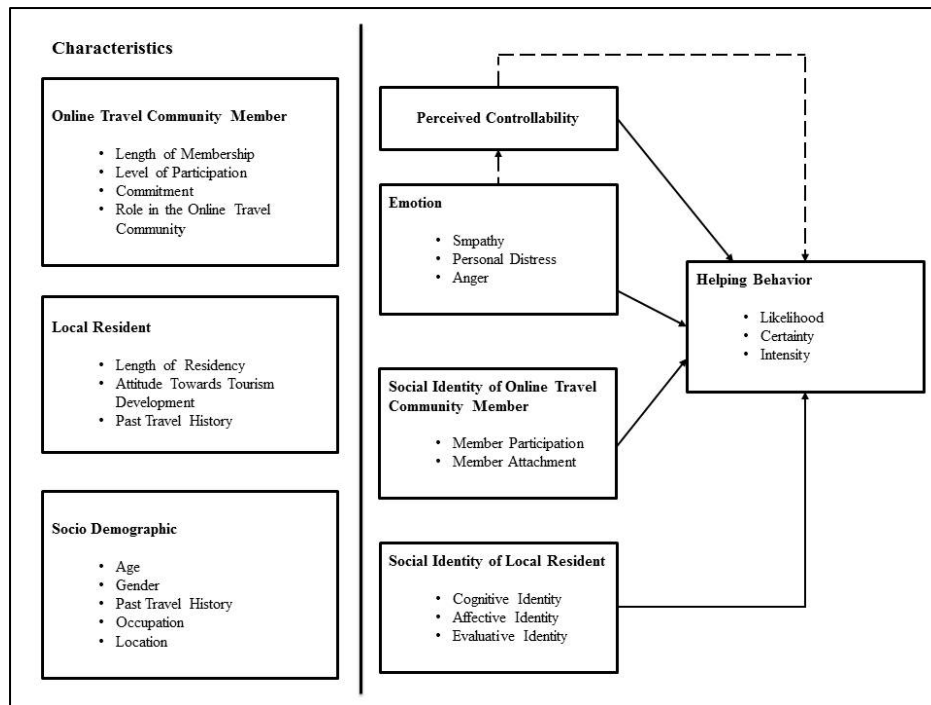 Characteristics
Online Travel Community Member
• Length of Membership
• Level of Participation
• Commitment
• Role in the Online Travel
Community
Local Resident
• Length of Residency
• Attitude Towards Tourism
Development
• Past Travel History
Socio Demographic
• Age
• Gender
• Past Travel History
• Occupation
• Location
Perceived Controllability
Emotion
• Smpathy
• Personal Distress
• Anger
Social Identity of Online Travel
Community Member
• Member Participation
• Member Attachment
Social Identity of Local Resident
• Cognitive Identity
• Affective Identity
• Evaluative Identity
Helping Behavior
• Likelihood
• Certainty
• Intensity